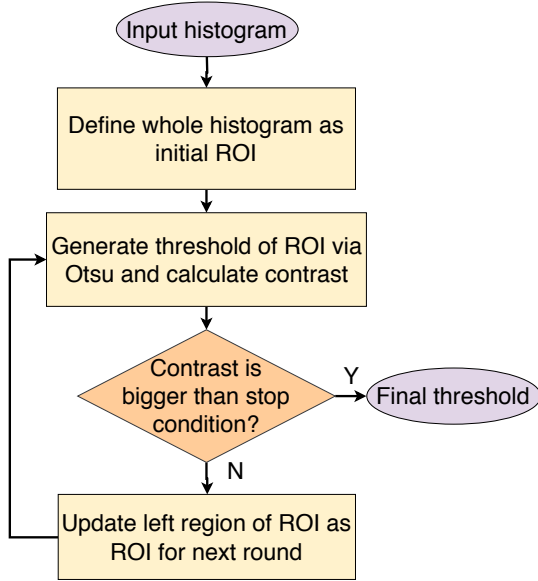 Input histogram
Define whole histogram as
initial ROI
Generate threshold of ROI via
Otsu and calculate contrast
Contrast is
bigger than stop
condition?
Y
Final threshold
N
Update left region of ROI as
ROI for next round